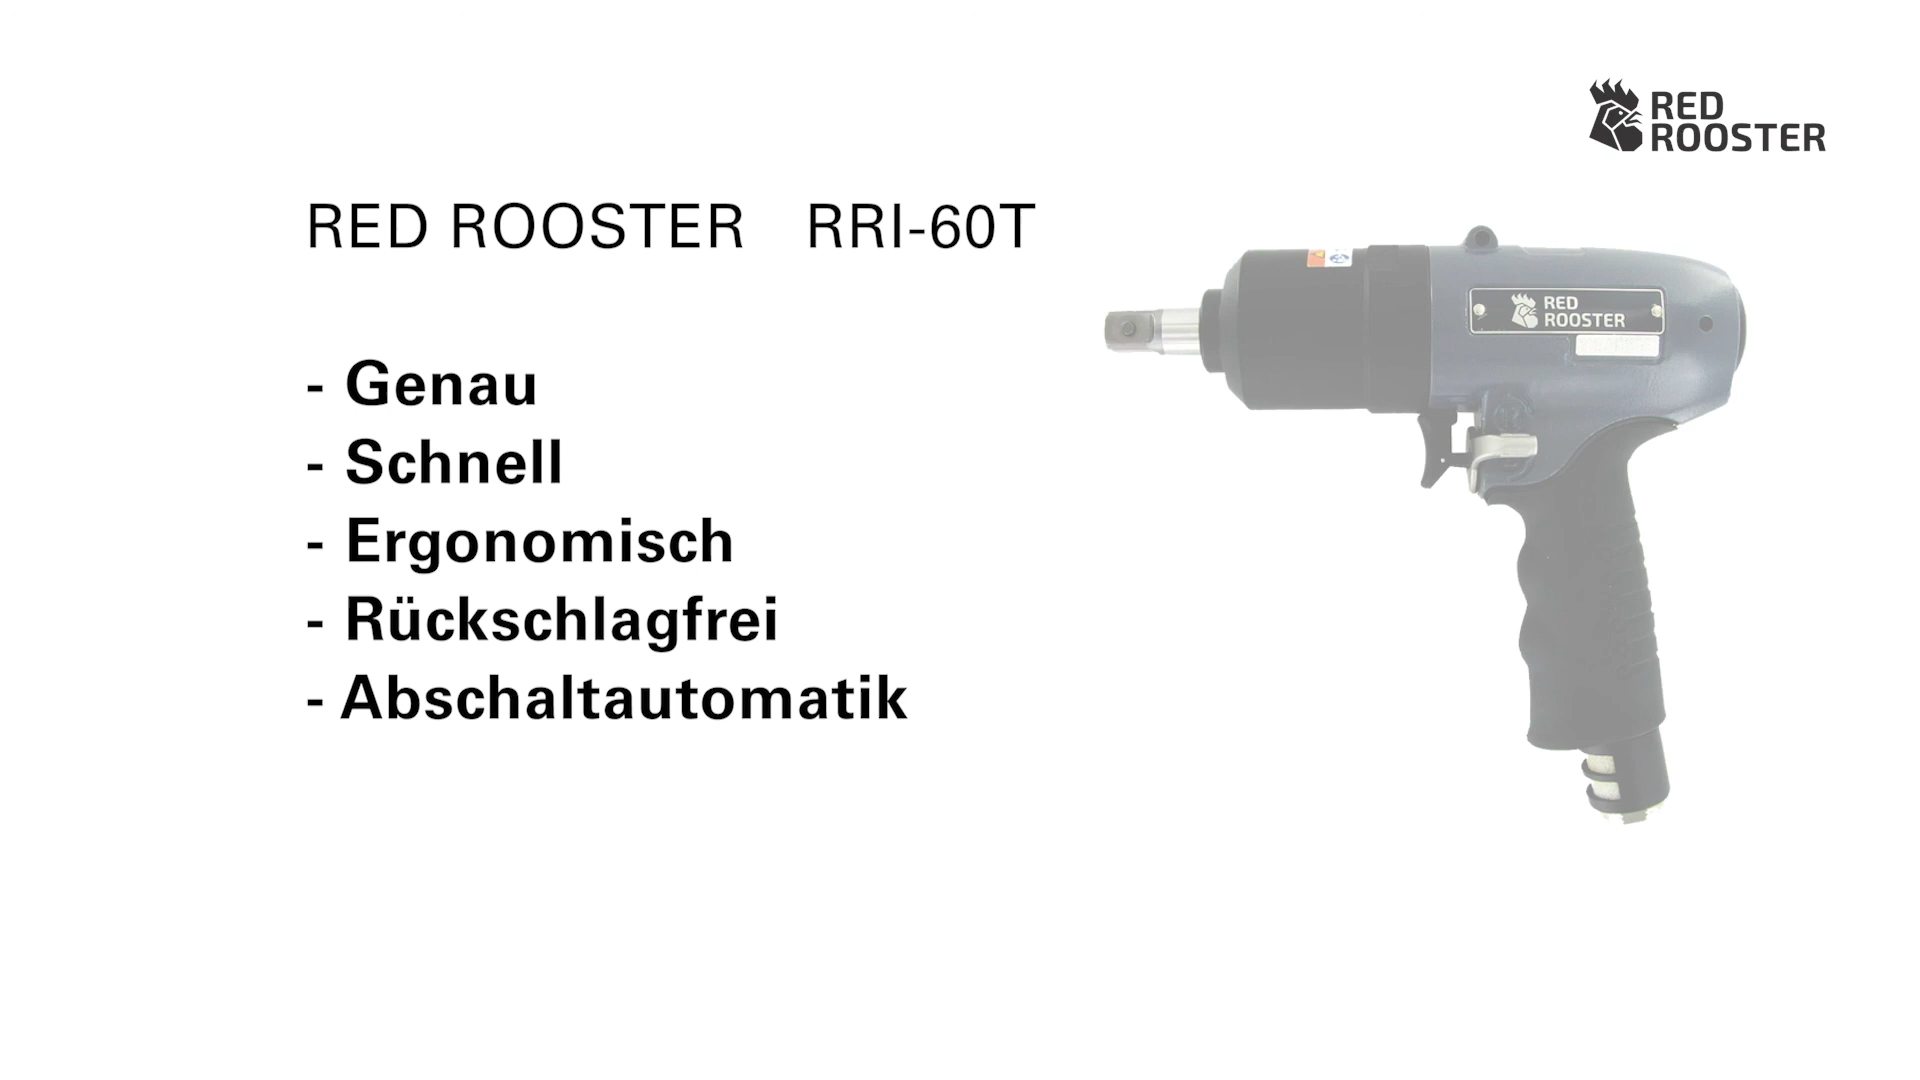 RED
ROOSTER
RED ROOSTER RRI-60T
- Genau
- Schnell
- Ergonomisch
- Rückschlagfrei
- Abschaltautomatik
RED
ROOSTER